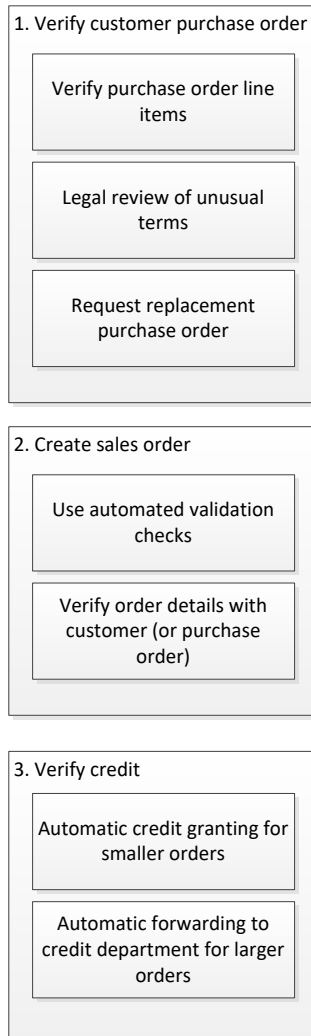 1. Verify customer purchase order
Verify purchase order line
items
Legal review of unusual
terms
Request replacement
purchase order
2. Create sales order
Use automated validation
checks
Verify order details with
customer (or purchase
order)
3. Verify credit
Automatic credit granting for
smaller orders
Automatic forwarding to
credit department for larger
orders